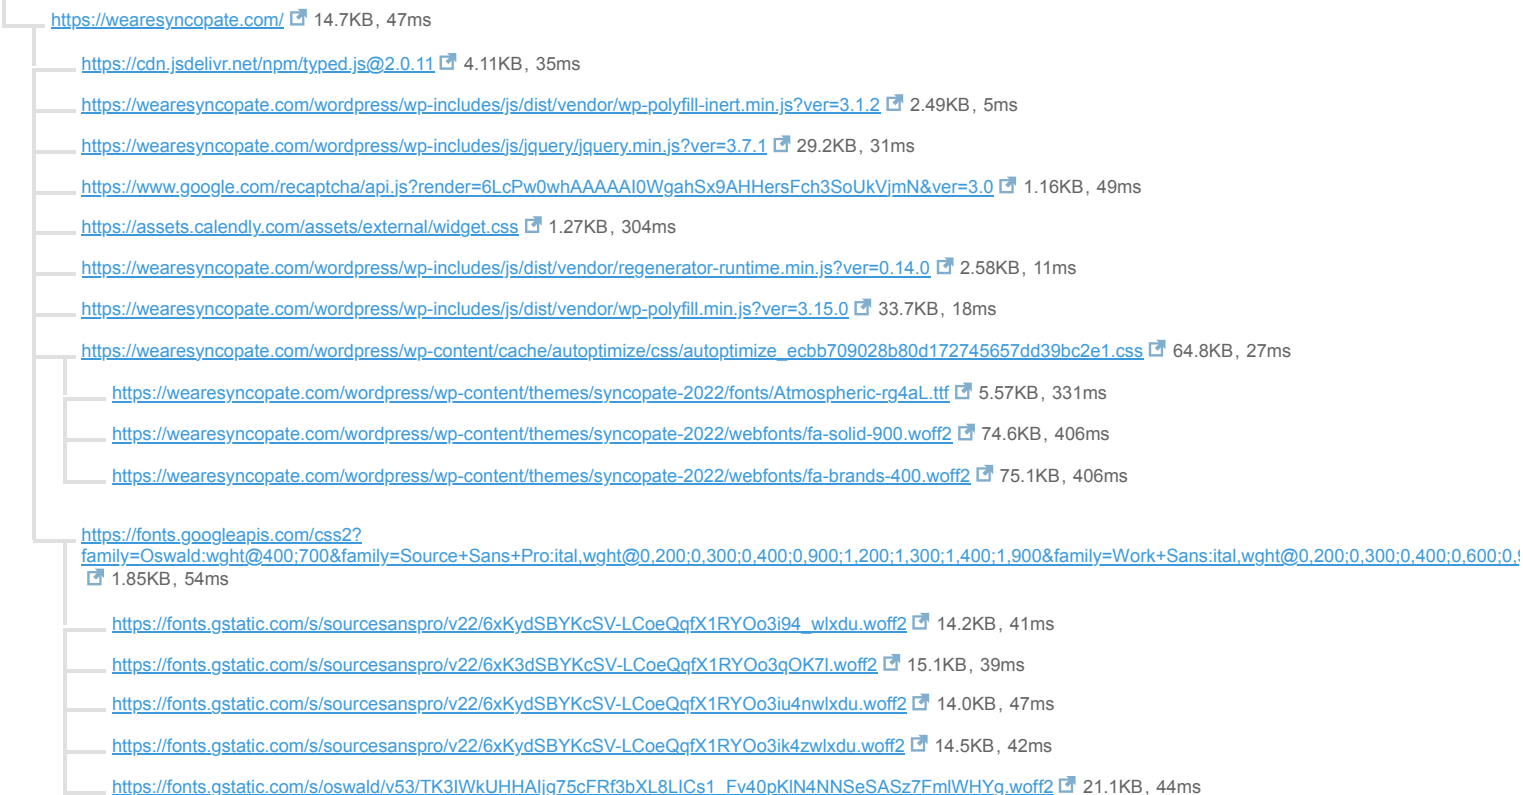 https://wearesyncopate.com/ 14.7KB, 47ms
https://cdn.jsdelivr.net/npm/typed.js@2.0.11 4.11KB, 35ms
https://wearesyncopate.com/wordpress/wp-includes/js/dist/vendor/wp-polyfill-inert.min.js?ver=3.1.2 2.49KB, 5ms
https://wearesyncopate.com/wordpress/wp-includes/js/jquery/jquery.min.js?ver=3.7.1 29.2KB, 31ms
https://www.google.com/recaptcha/api.js?render=6LcPw0whAAAAAI0WgahSx9AHHersFch3SoUkVjmN&ver=3.0 1.16KB, 49ms
https://assets.calendly.com/assets/external/widget.css 1.27KB, 304ms
https://wearesyncopate.com/wordpress/wp-includes/js/dist/vendor/regenerator-runtime.min.js?ver=0.14.0 2.58KB, 11ms
https://wearesyncopate.com/wordpress/wp-includes/js/dist/vendor/wp-polyfill.min.js?ver=3.15.0 33.7KB, 18ms
https://wearesyncopate.com/wordpress/wp-content/cache/autoptimize/css/autoptimize_ecbb709028b80d172745657dd39bc2e1.css 64.8KB, 27ms
https://wearesyncopate.com/wordpress/wp-content/themes/syncopate-2022/fonts/Atmospheric-rg4aL.ttf 5.57KB, 331ms
https://wearesyncopate.com/wordpress/wp-content/themes/syncopate-2022/webfonts/fa-solid-900.woff2 74.6KB, 406ms
https://wearesyncopate.com/wordpress/wp-content/themes/syncopate-2022/webfonts/fa-brands-400.woff2 75.1KB, 406ms
https://fonts.googleapis.com/css2?
family=Oswald:wght@400;700&family=Source+Sans+Pro:ital,wght@0,200;0,300;0,400;0,900;1,200;1,300;1,400;1,900&family=Work+Sans:ital,wght@0,200;0,300;0,400;0,600;0,9
1.85KB, 54ms
https://fonts.gstatic.com/s/sourcesanspro/v22/6xKydSBYKcSV-LCoeQqfX1RYOo3i94_wlxdu.woff2 14.2KB, 41ms
https://fonts.gstatic.com/s/sourcesanspro/v22/6xK3dSBYKcSV-LCoeQqfX1RYOo3qOK7l.woff2 15.1KB, 39ms
https://fonts.gstatic.com/s/sourcesanspro/v22/6xKydSBYKcSV-LCoeQqfX1RYOo3iu4nwlxdu.woff2 14.0KB, 47ms
https://fonts.gstatic.com/s/sourcesanspro/v22/6xKydSBYKcSV-LCoeQqfX1RYOo3ik4zwlxdu.woff2 14.5KB, 42ms
https://fonts.gstatic.com/s/oswald/v53/TK3IWkUHHAIjg75cFRf3bXL8LICs1_Fv40pKlN4NNSeSASz7FmlWHYg.woff2 21.1KB, 44ms